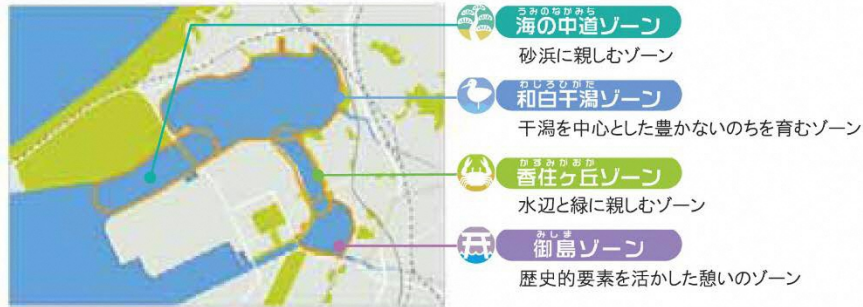 うみのなかみち
海の中道ゾーン
砂浜に親しむゾーン
わじろひがた
和白干潟ゾーン
干潟を中心とした豊かないのちを育むゾーン
かすみがおか
香住ヶ丘ゾーン
水辺と緑に親しむゾーン
みしま
御島ゾーン
歴史的要素を活かした憩いのゾーン